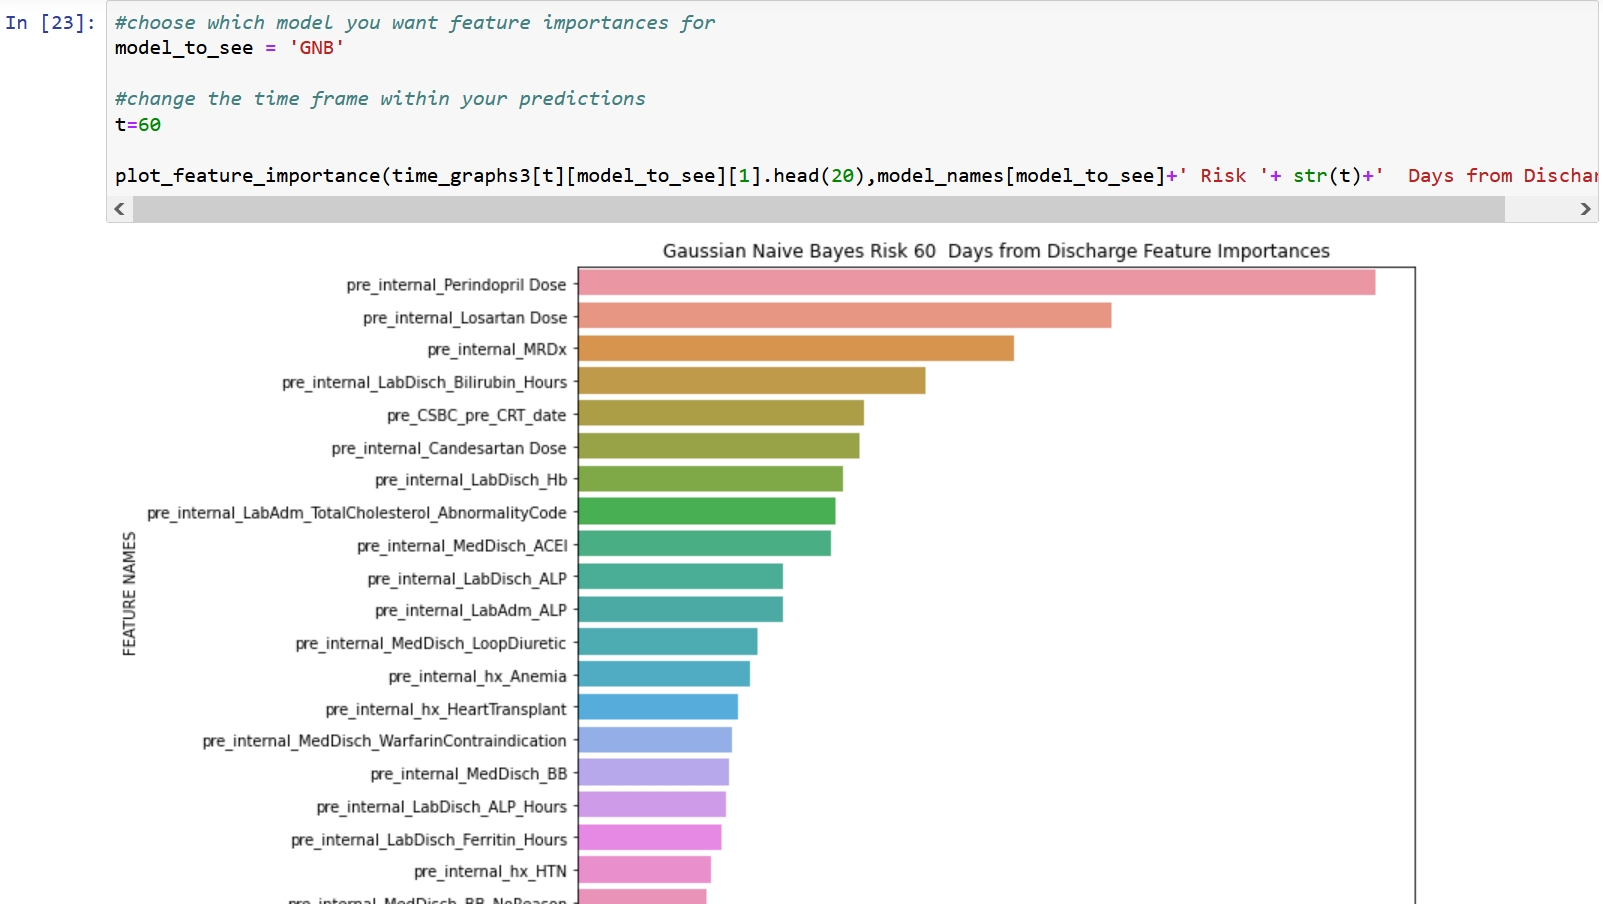 In [23]:
#choose which model you want feature importances for
model_to_see = 'GNB'
#change the time frame within your predictions
t=60
plot_feature_importance(time_graphs3[t][model_to_see][1].head(20),model_names[model_to_see]+' Risk '+ str(t)+'  Days from Dischar
Gaussian Naive Bayes Risk 60  Days from Discharge Feature Importances
FEATURE NAMES
pre_internal_Perindopril Dose
pre_internal_Losartan Dose
pre_internal_MRDx
pre_internal_LabDisch_Bilirubin_Hours
pre_CSBC_pre_CRT_date
pre_internal_Candesartan Dose
pre_internal_LabDisch_Hb
pre_internal_LabAdm_TotalCholesterol_AbnormalityCode
pre_internal_MedDisch_ACEI
pre_internal_LabDisch_ALP
pre_internal_LabAdm_ALP
pre_internal_MedDisch_LoopDiuretic
pre_internal_hx_Anemia
pre_internal_hx_HeartTransplant
pre_internal_MedDisch_WarfarinContraindication
pre_internal_MedDisch_BB
pre_internal_LabDisch_ALP_Hours
pre_internal_LabDisch_Ferritin_Hours
pre_internal_hx_HTN
pre_internal_MedDisch_BB_NoReason